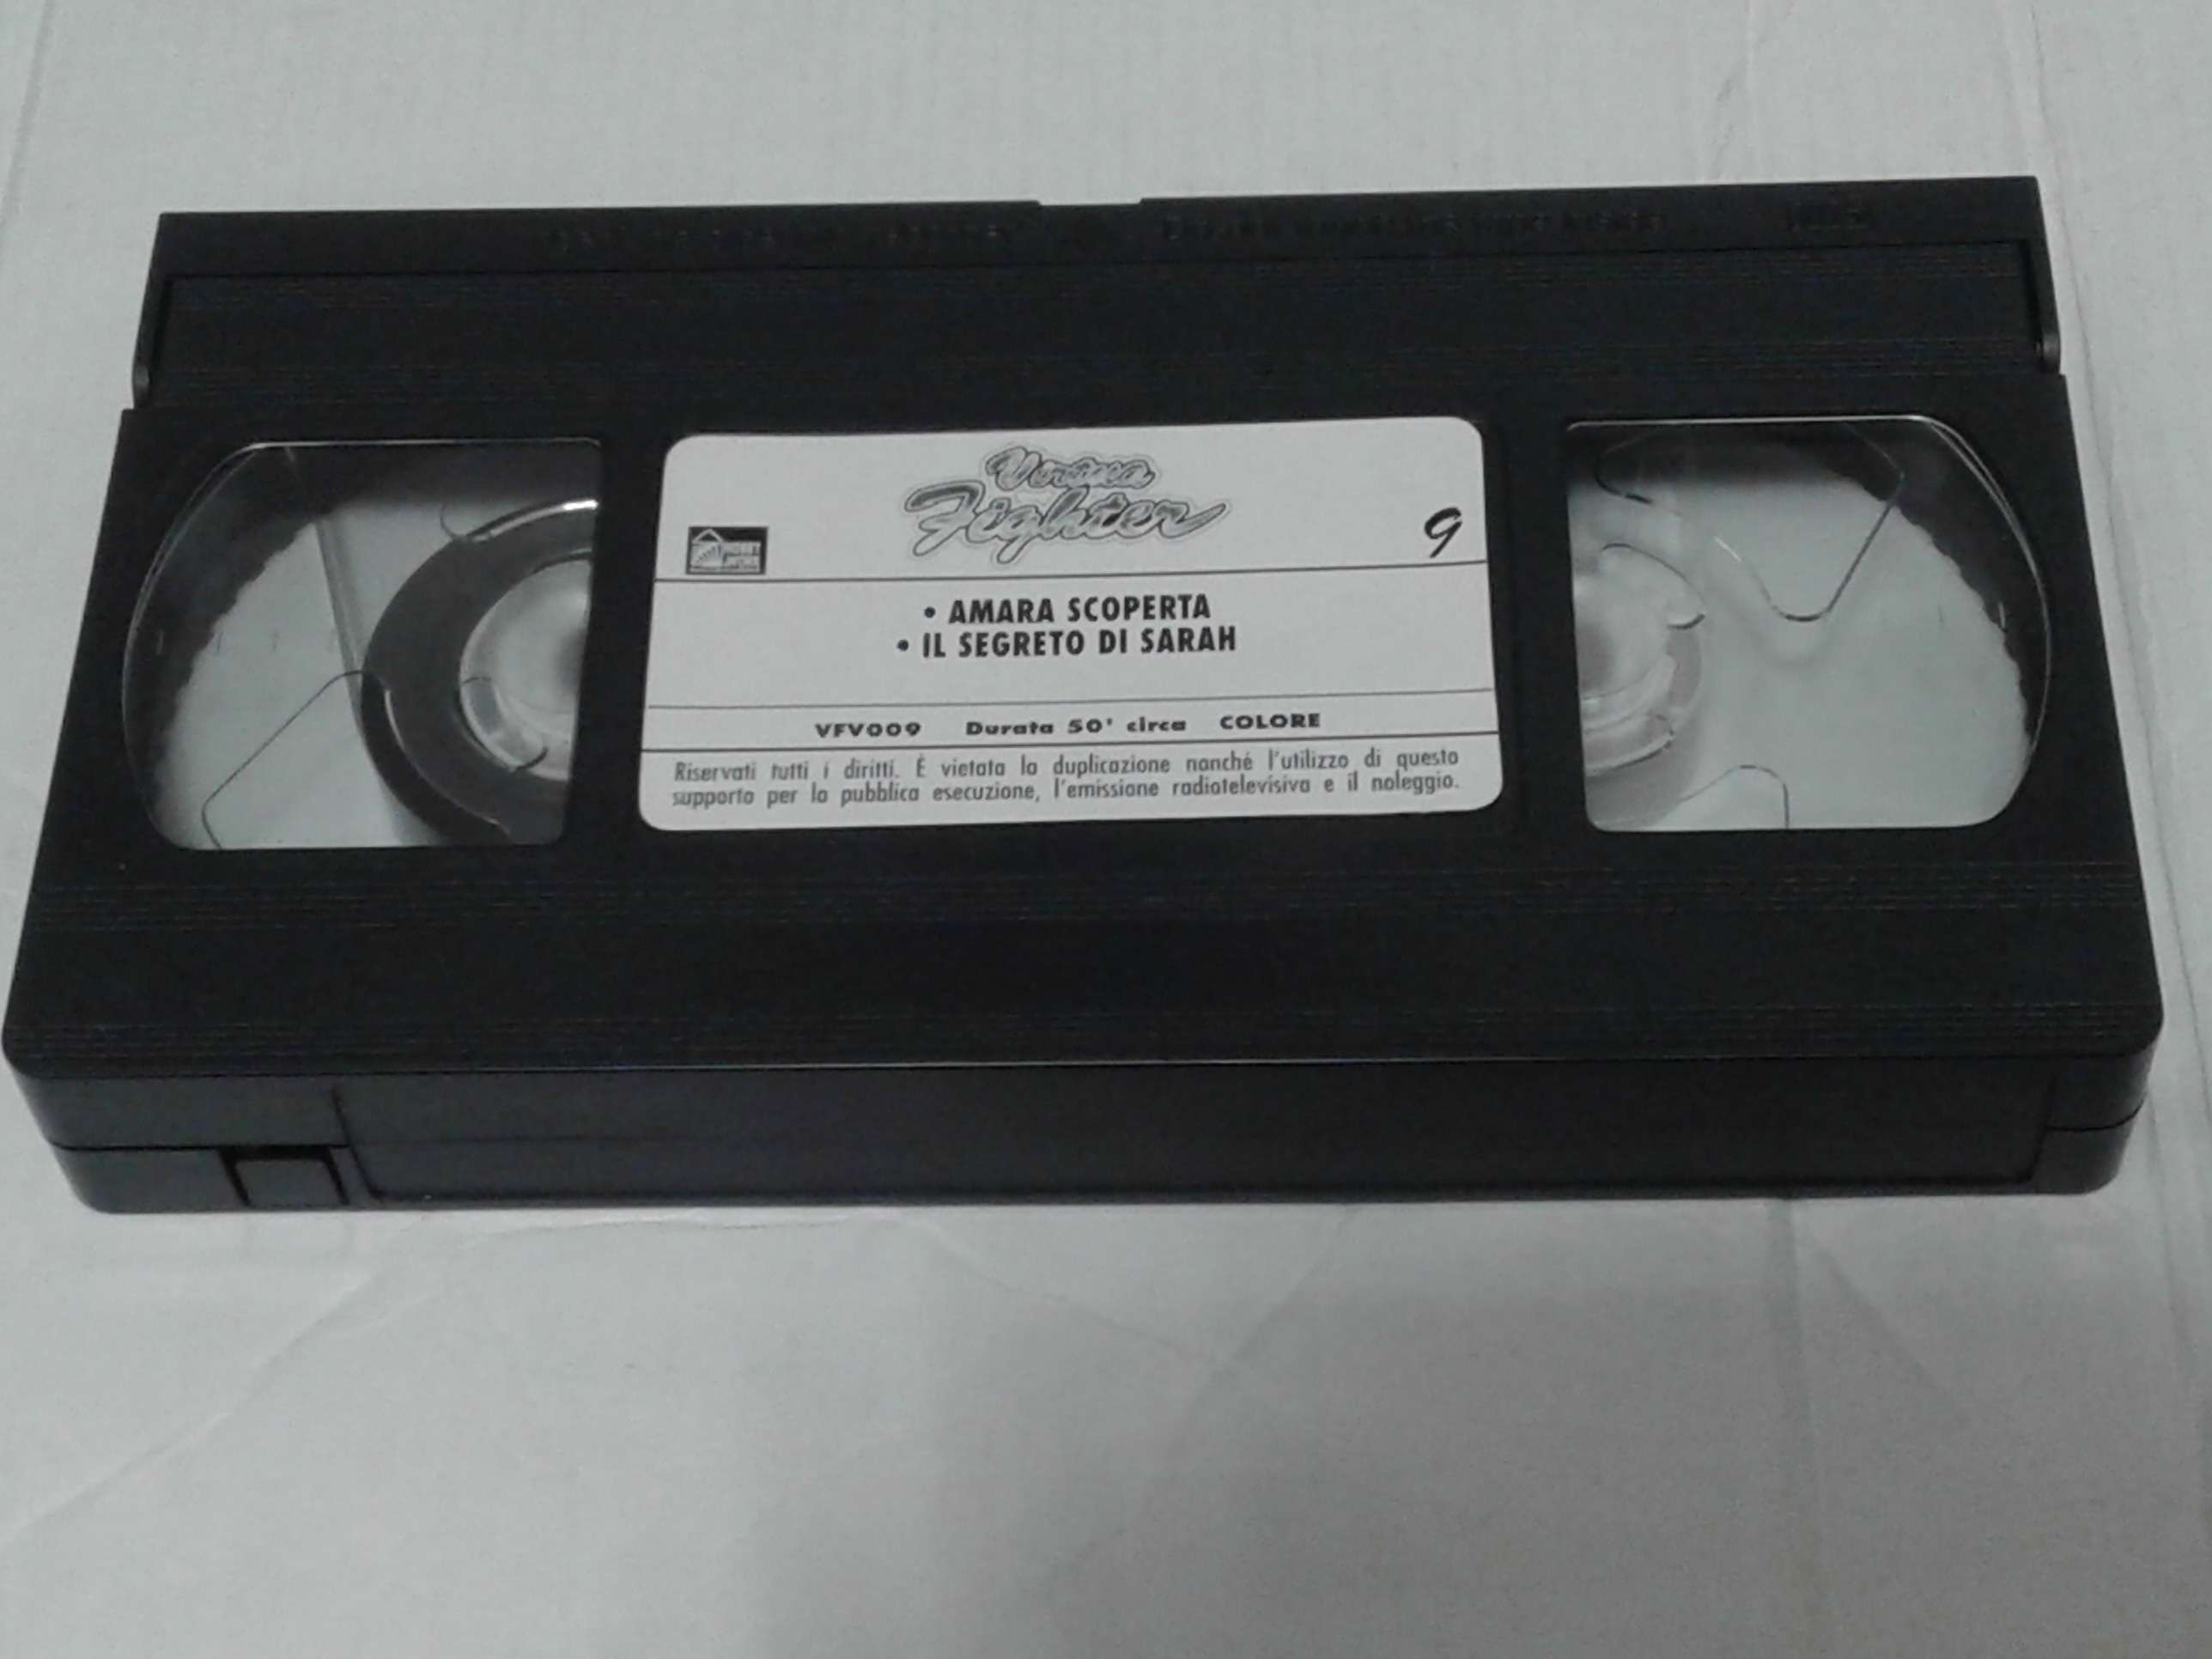 Virtua
Fighter
9
• AMARA SCOPERTA
• IL SEGRETO DI SARAH
VFV009 Durata 50' circa COLORE
Riservati tutti i diritti. È vietata la duplicazione nonché l'utilizzo di questo
supporto per la pubblica esecuzione, l'emissione radiotelevisiva e il noleggio.